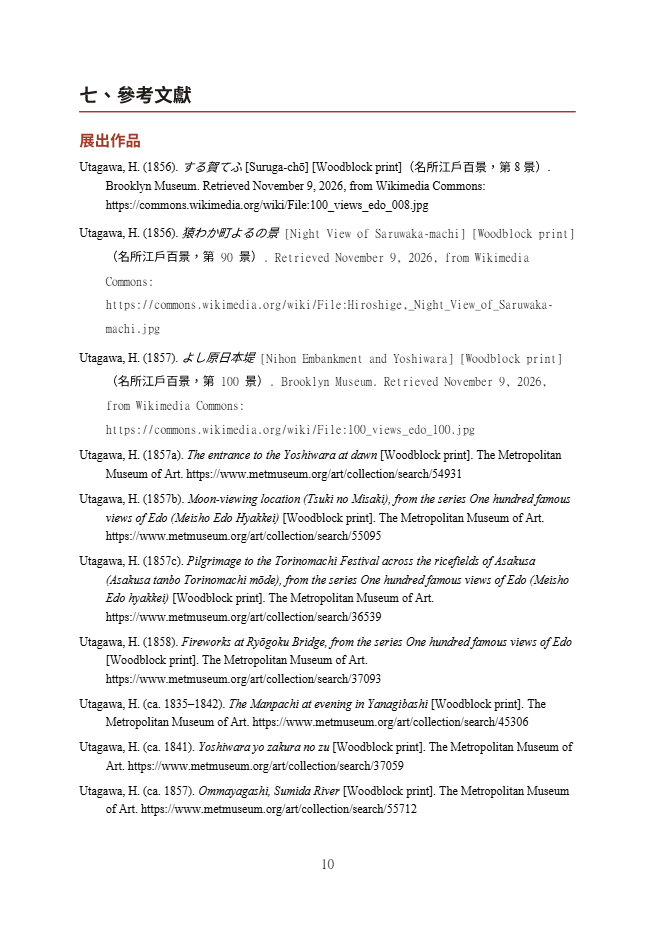 七、參考文獻
展出作品
Utagawa, H. (1856). する賀てふ [Suruga-chō] [Woodblock print]（名所江戶百景，第 8 景）.
Brooklyn Museum. Retrieved November 9, 2026, from Wikimedia Commons:
https://commons.wikimedia.org/wiki/File:100_views_edo_008.jpg
Utagawa, H. (1856). 猿わか町よるの景 [Night View of Saruwaka-machi] [Woodblock print]
（名所江戶百景，第 90 景）. Retrieved November 9, 2026, from Wikimedia
Commons:
https://commons.wikimedia.org/wiki/File:Hiroshige,_Night_View_of_Saruwaka-
machi.jpg
Utagawa, H. (1857). よし原日本堤 [Nihon Embankment and Yoshiwara] [Woodblock print]
（名所江戶百景，第 100 景）. Brooklyn Museum. Retrieved November 9, 2026,
from Wikimedia Commons:
https://commons.wikimedia.org/wiki/File:100_views_edo_100.jpg
Utagawa, H. (1857a). The entrance to the Yoshiwara at dawn [Woodblock print]. The Metropolitan
Museum of Art. https://www.metmuseum.org/art/collection/search/54931
Utagawa, H. (1857b). Moon-viewing location (Tsuki no Misaki), from the series One hundred famous
views of Edo (Meisho Edo Hyakkei) [Woodblock print]. The Metropolitan Museum of Art.
https://www.metmuseum.org/art/collection/search/55095
Utagawa, H. (1857c). Pilgrimage to the Torinomachi Festival across the ricefields of Asakusa
(Asakusa tanbo Torinomachi mōde), from the series One hundred famous views of Edo (Meisho
Edo hyakkei) [Woodblock print]. The Metropolitan Museum of Art.
https://www.metmuseum.org/art/collection/search/36539
Utagawa, H. (1858). Fireworks at Ryōgoku Bridge, from the series One hundred famous views of Edo
[Woodblock print]. The Metropolitan Museum of Art.
https://www.metmuseum.org/art/collection/search/37093
Utagawa, H. (ca. 1835–1842). The Manpachi at evening in Yanagibashi [Woodblock print]. The
Metropolitan Museum of Art. https://www.metmuseum.org/art/collection/search/45306
Utagawa, H. (ca. 1841). Yoshiwara yo zakura no zu [Woodblock print]. The Metropolitan Museum of
Art. https://www.metmuseum.org/art/collection/search/37059
Utagawa, H. (ca. 1857). Ommayagashi, Sumida River [Woodblock print]. The Metropolitan Museum
of Art. https://www.metmuseum.org/art/collection/search/55712
10